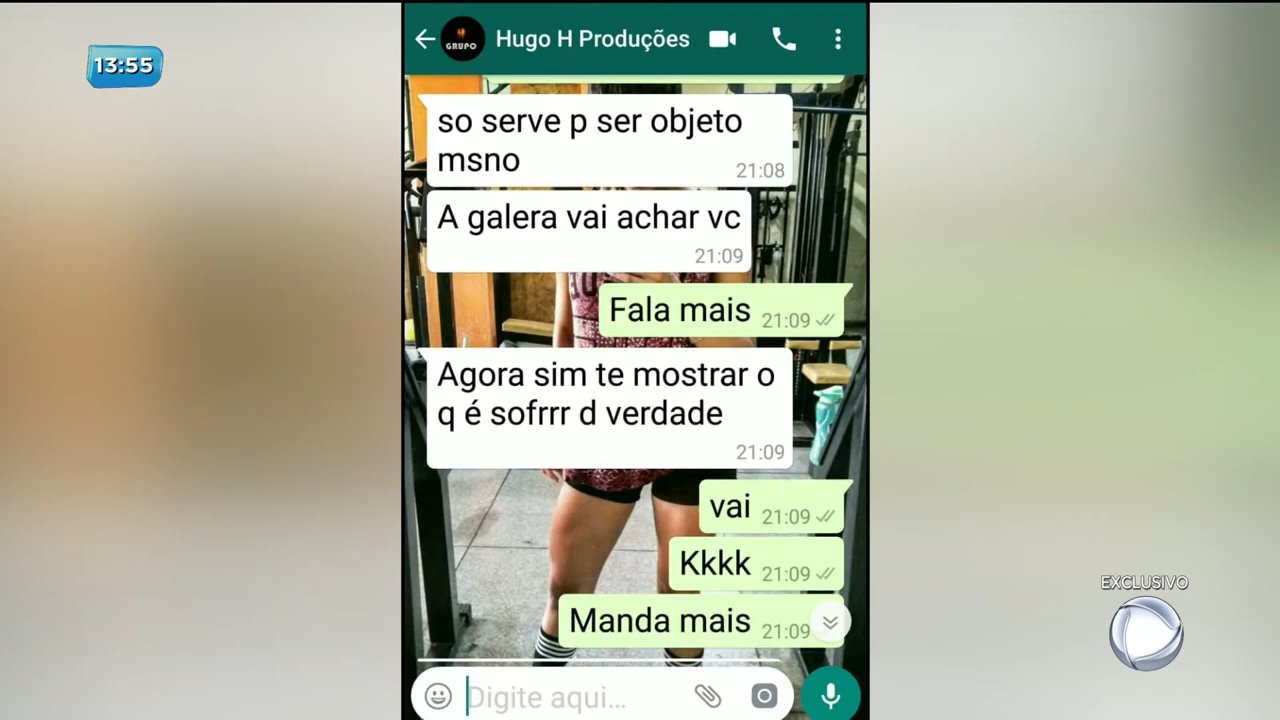 13:55
GRUPO
Hugo H Produções
so serve p ser objeto
msno
21:08
A galera vai achar vc
21:09
Fala mais 21:09
Agora sim te mostrar o
q é sofrrr d verdade
21:09
vai 21:09
Kkkk 21:09
Manda mais 21:09
Digite aqui...
EXCLUSIVO